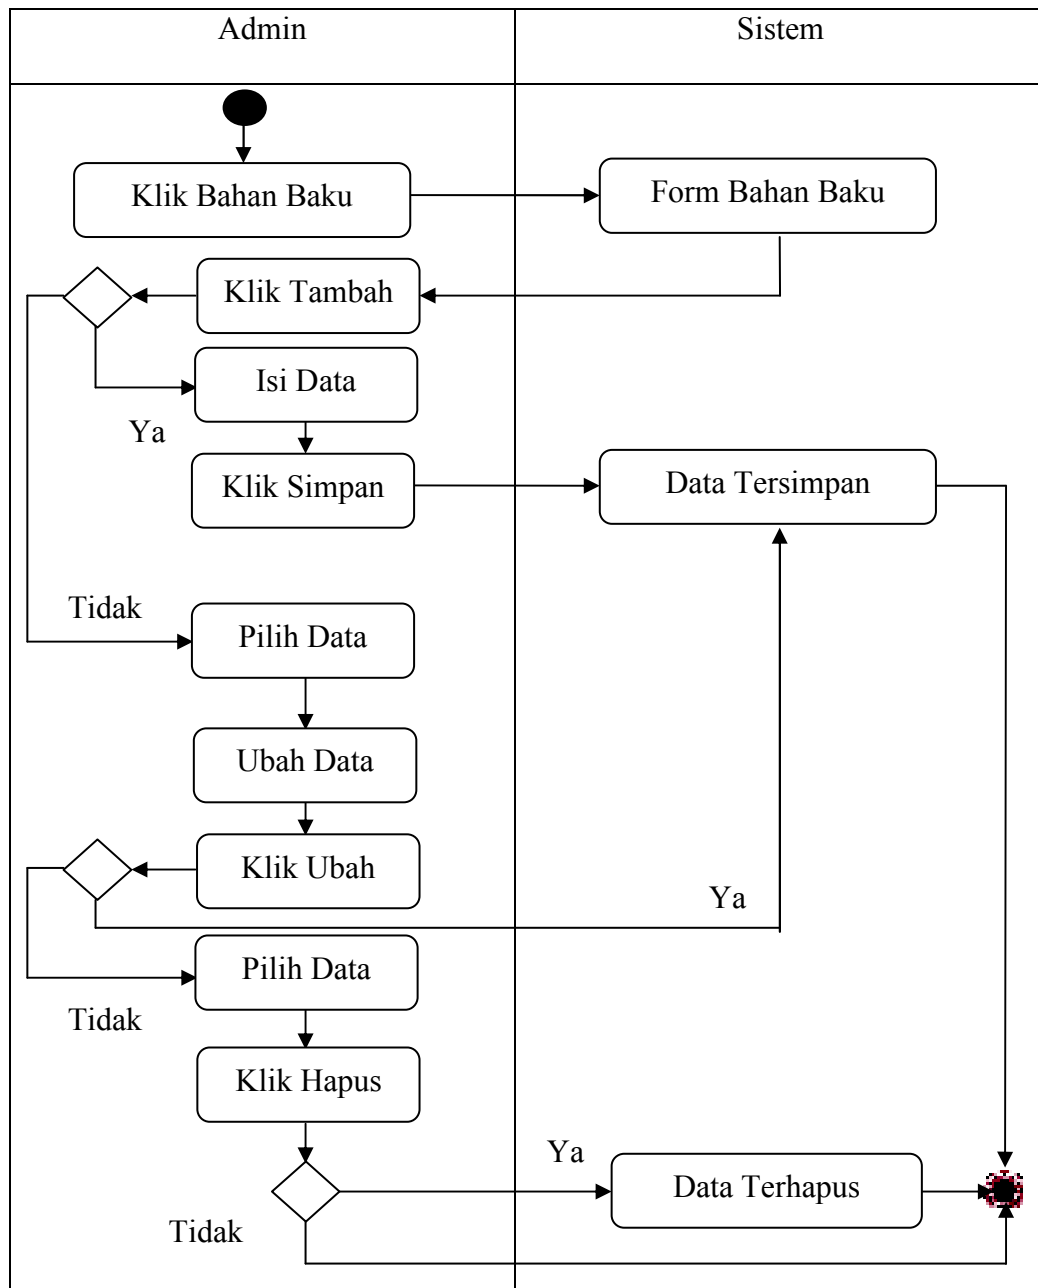 Admin
Sistem
Klik Bahan Baku
Form Bahan Baku
Klik Tambah
Isi Data
Ya
Klik Simpan
Data Tersimpan
Tidak
Pilih Data
Ubah Data
Klik Ubah
Ya
Pilih Data
Tidak
Klik Hapus
Ya
Data Terhapus
Tidak